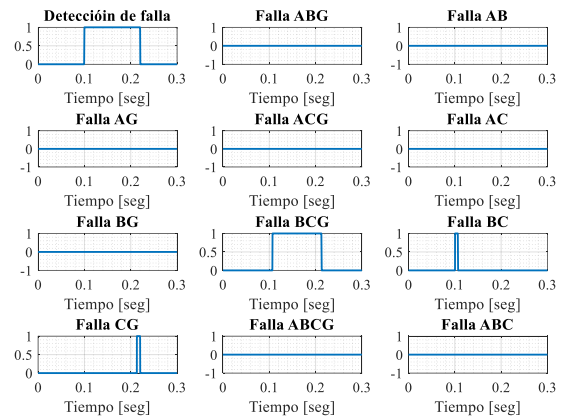 Deteccióin de falla Falla ABG Falla AB
1 1 1
0.5 0 0
0 -1 -1
0 0.1 0.2 0.3 0 0.1 0.2 0.3 0 0.1 0.2 0.3
Tiempo [seg] Tiempo [seg] Tiempo [seg]
Falla AG Falla ACG Falla AC
1 1 1
0 0 0
-1 -1 -1
0 0.1 0.2 0.3 0 0.1 0.2 0.3 0 0.1 0.2 0.3
Tiempo [seg] Tiempo [seg] Tiempo [seg]
Falla BG Falla BCG Falla BC
1 1 1
0 0.5 0.5
-1 0 0
0 0.1 0.2 0.3 0 0.1 0.2 0.3 0 0.1 0.2 0.3
Tiempo [seg] Tiempo [seg] Tiempo [seg]
Falla CG Falla ABCG Falla ABC
1 1 1
0.5 0 0
0 -1 -1
0 0.1 0.2 0.3 0 0.1 0.2 0.3 0 0.1 0.2 0.3
Tiempo [seg] Tiempo [seg] Tiempo [seg]